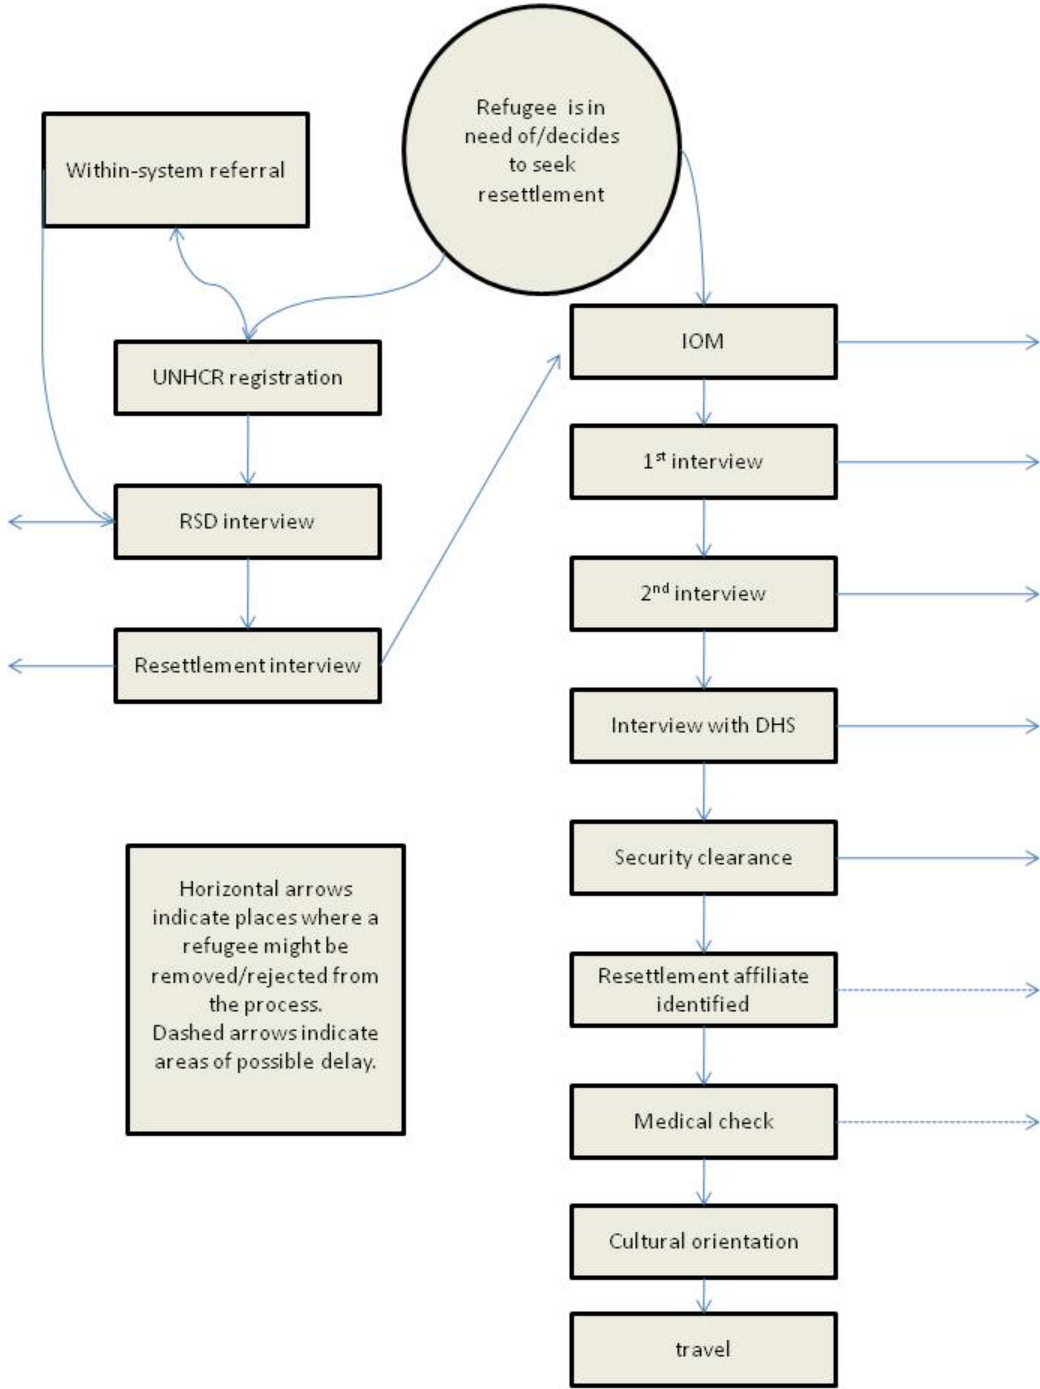 Refugee is in
need of/decides
to seek
resettlement
Within-system referral
UNHCR registration
RSD interview
Resettlement interview
IOM
1st interview
2nd interview
Interview with DHS
Security clearance
Resettlement affiliate
identified
Medical check
Cultural orientation
travel
Horizontal arrows
indicate places where a
refugee might be
removed/rejected from
the process.
Dashed arrows indicate
areas of possible delay.